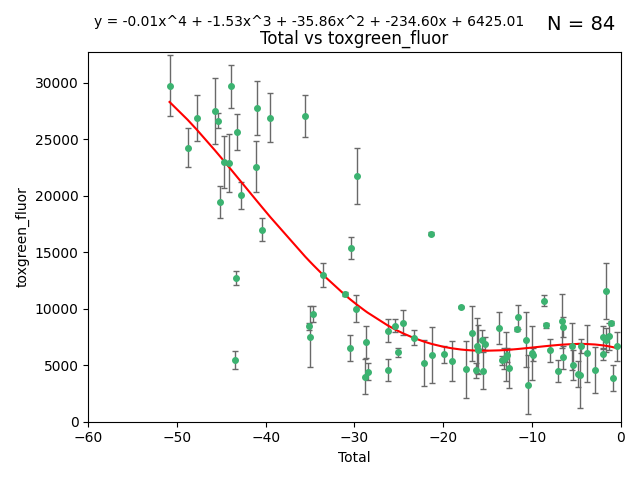 y = -0.01x^4 + -1.53x^3 + -35.86x^2 + -234.60x + 6425.01
N = 84
Total vs toxgreen_fluor
toxgreen_fluor
30000
25000
20000
15000
10000
5000
0
−60
−50
−40
−30
−20
−10
0
Total